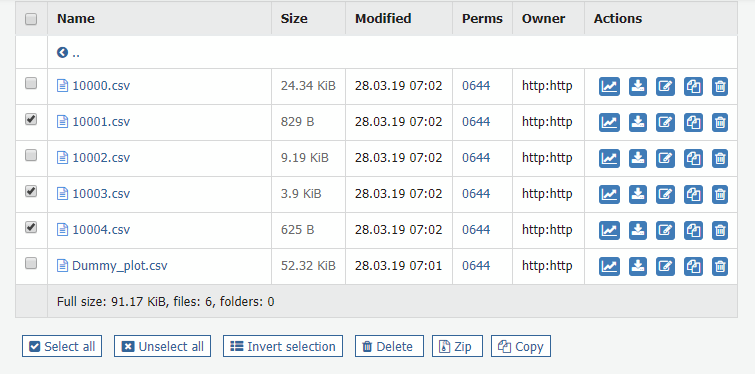 Name Size Modified Perms Owner Actions
..
10000.csv 24.34 KiB 28.03.19 07:02 0644 http:http
10001.csv 829 B 28.03.19 07:02 0644 http:http
10002.csv 9.19 KiB 28.03.19 07:02 0644 http:http
10003.csv 3.9 KiB 28.03.19 07:02 0644 http:http
10004.csv 625 B 28.03.19 07:02 0644 http:http
Dummy_plot.csv 52.32 KiB 28.03.19 07:01 0644 http:http
Full size: 91.17 KiB, files: 6, folders: 0
Select all Unselect all Invert selection Delete Zip Copy